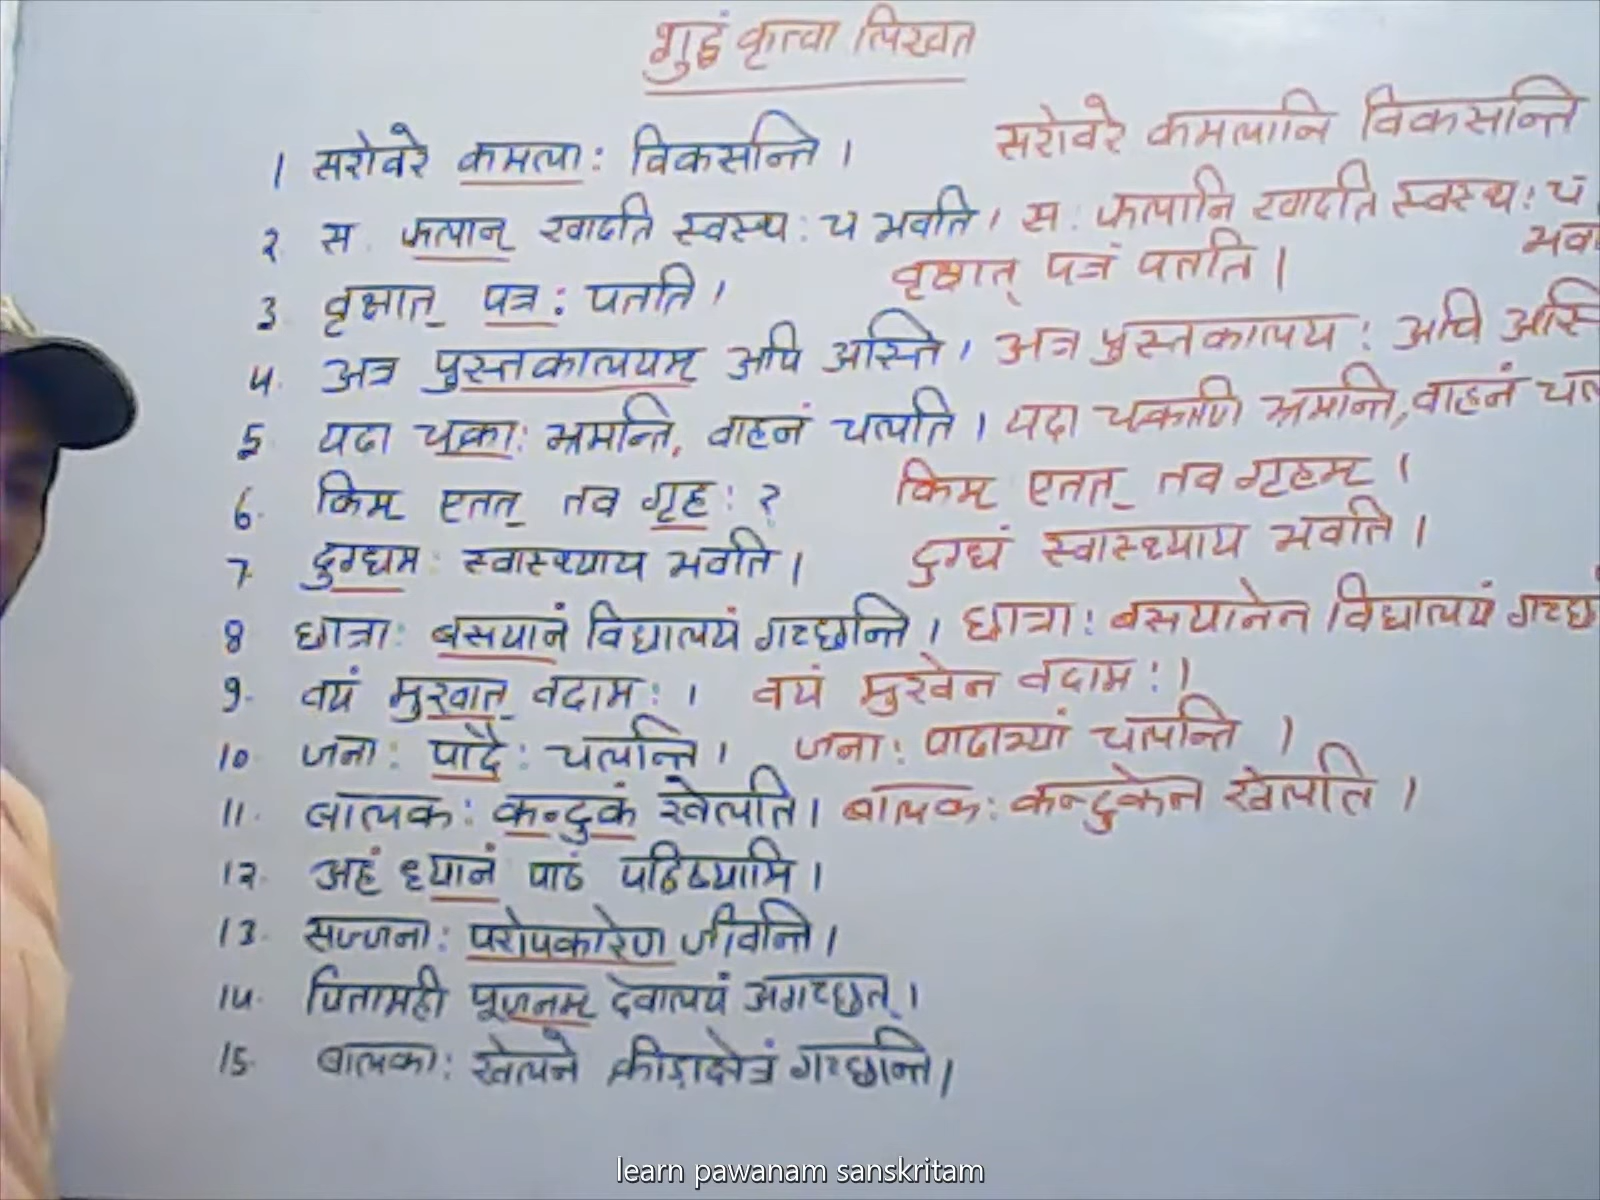 शुद्धं कृत्वा लिखत
1 सरोवरे कमलाः विकसन्ति । सरोवरे कमलानि विकसन्ति
२ स. फलान् खादति स्वस्थः च भवति । सः फलानि खादति स्वस्थः च
भवा
3. वृक्षात् पत्रः पतति । वृक्षात् पत्रं पतति ।
4. अत्र पुस्तकालयम् अपि अस्ति । अत्र पुस्तकालयः अपि अस्ति
5. यदा चक्राः भ्रमन्ति, वाहनं चलति । यदा चक्राणि भ्रमन्ति, वाहनं चल
6. किम् एतत् तव गृहः ? किम् एतत् तव गृहम् ।
7. दुग्धमः स्वास्थ्याय भवति । दुग्धं स्वास्थ्याय भवति ।
8 छात्राः बसयानं विद्यालयं गच्छन्ति । छात्राः बसयानेन विद्यालयं गच्छ
9. वयं मुखात् वदामः । वयं मुखेन वदामः ।
10 जनाः पादैः चलन्ति । जनाः पादाभ्यां चलन्ति ।
11. बालकः कन्दुकं खेलति । बालकः कन्दुकेन खेलति ।
12. अहं ध्यानं पाठं पठिष्यामि ।
13. सज्जनाः परोपकारेण जीवन्ति ।
14. पितामही पूजनम् देवालयं अगच्छत् ।
15. बालकाः खेलने क्रीडाक्षेत्रं गच्छन्ति ।
learn pawanam sanskritam